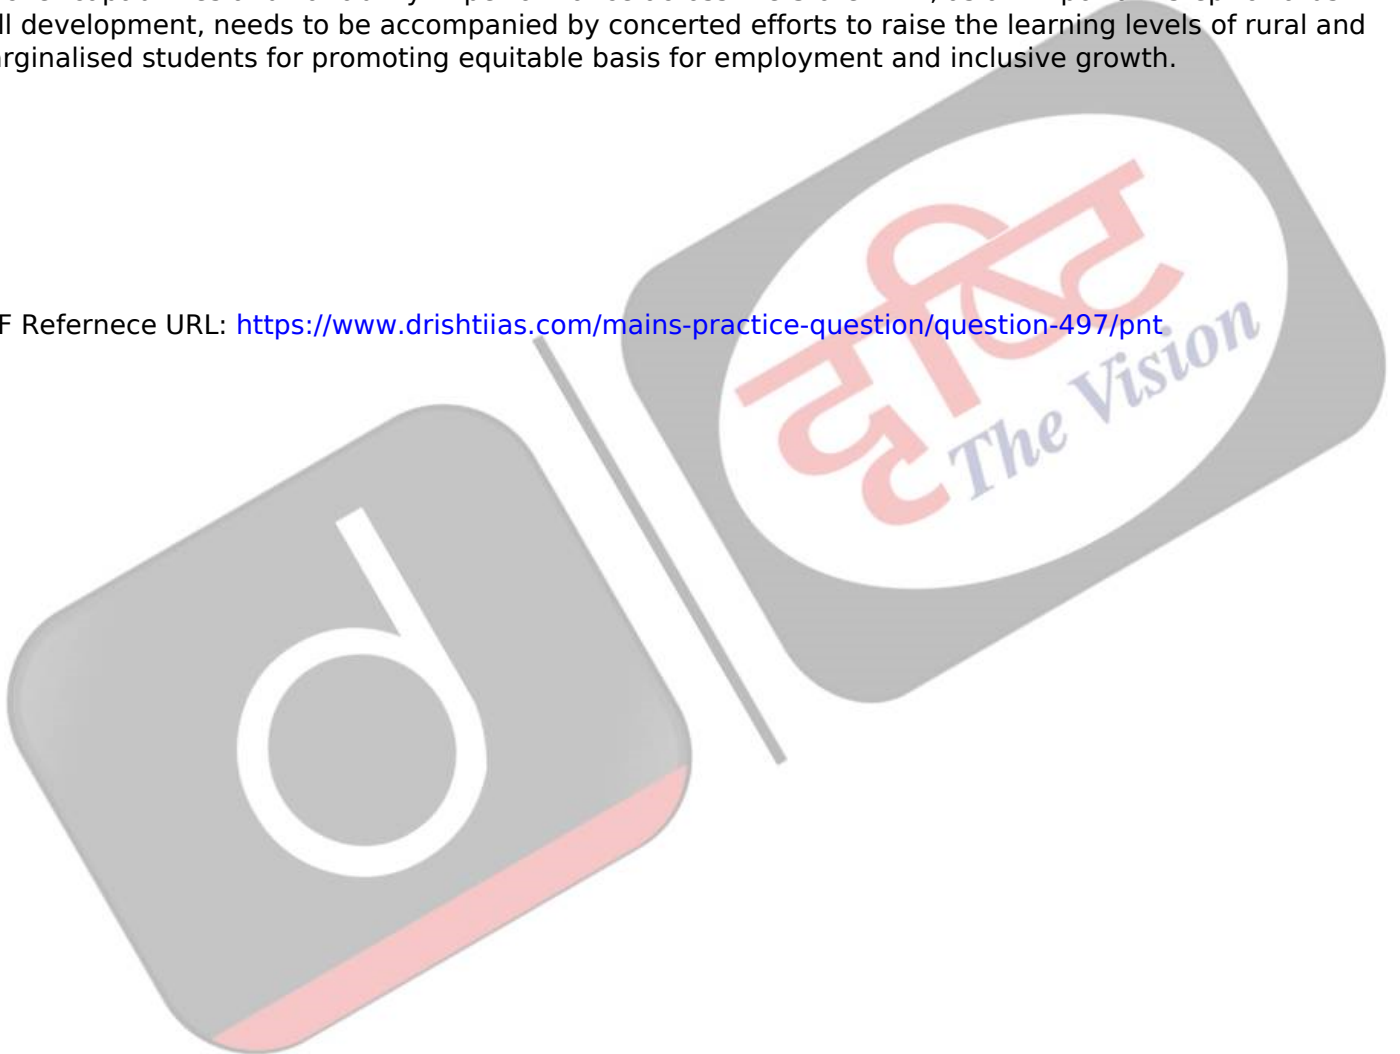 ll development, needs to be accompanied by concerted efforts to raise the learning levels of rural and
rginalised students for promoting equitable basis for employment and inclusive growth.
F Refernece URL: https://www.drishtiias.com/mains-practice-question/question-497/pnt
दृष्टि
The Vision
d